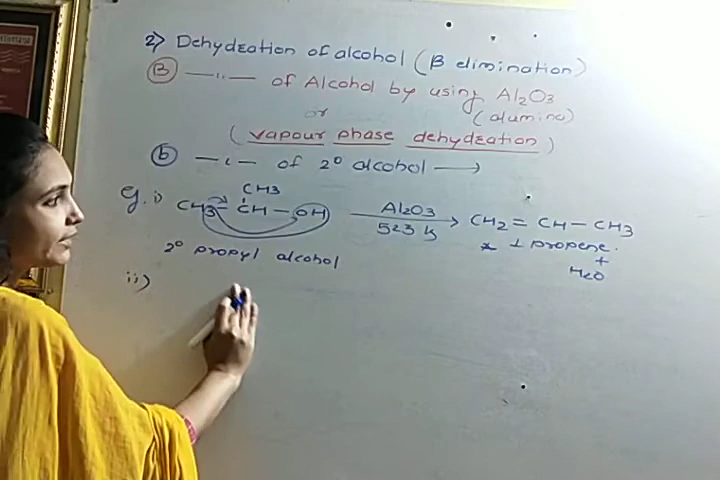 2) Dehydration of alcohol (β elimination)
Ⓑ —"— of Alcohol by using Al2O3
or (alumina)
(vapour phase dehydration)
ⓑ —"— of 2° alcohol ⟶
CH3
Eg. i) CH3 – CH – OH Al2O3 ⟶ CH2 = CH – CH3
523 k
2° propyl alcohol 1 propene.
+
H2O
ii)